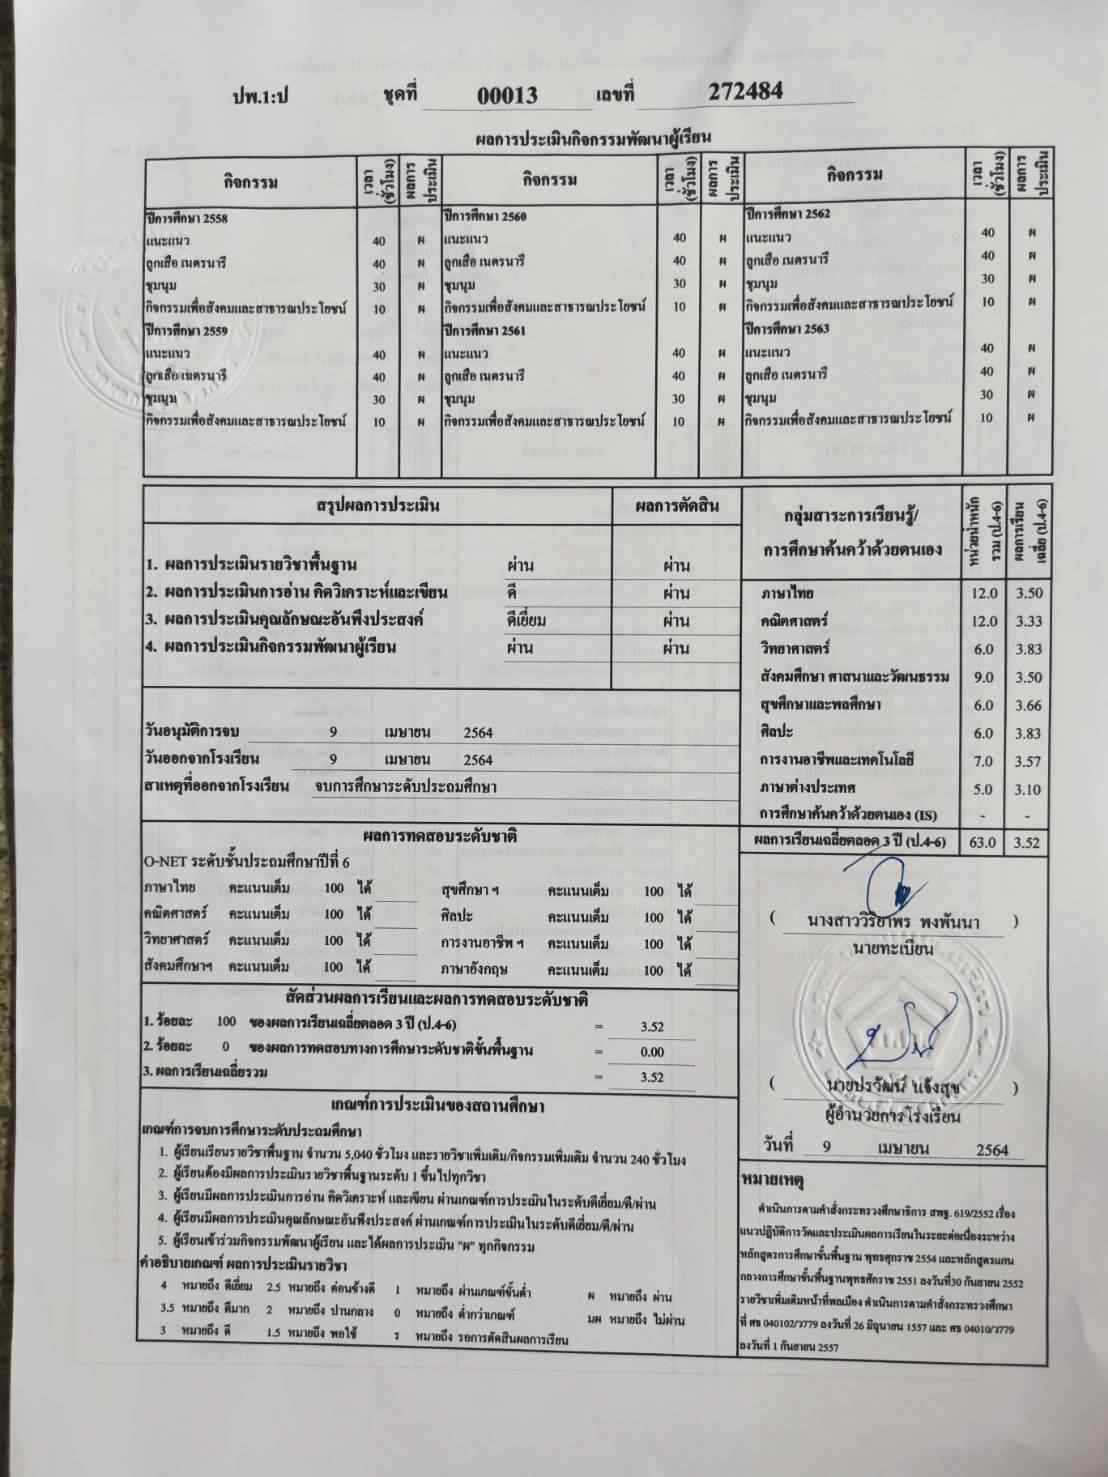 ปพ.1:ป ชุดที่ 00013 เลขที่ 272484
ผลการประเมินกิจกรรมพัฒนาผู้เรียน
กิจกรรม เวลา (ชั่วโมง) ผลการประเมิน กิจกรรม เวลา (ชั่วโมง) ผลการประเมิน กิจกรรม เวลา (ชั่วโมง) ผลการประเมิน
ปีการศึกษา 2558 ปีการศึกษา 2560 ปีการศึกษา 2562
แนะแนว 40 ผ แนะแนว 40 ผ แนะแนว 40 ผ
ลูกเสือ เนตรนารี 40 ผ ลูกเสือ เนตรนารี 40 ผ ลูกเสือ เนตรนารี 40 ผ
ชุมนุม 30 ผ ชุมนุม 30 ผ ชุมนุม 30 ผ
กิจกรรมเพื่อสังคมและสาธารณประโยชน์ 10 ผ กิจกรรมเพื่อสังคมและสาธารณประโยชน์ 10 ผ กิจกรรมเพื่อสังคมและสาธารณประโยชน์ 10 ผ
ปีการศึกษา 2559 ปีการศึกษา 2561 ปีการศึกษา 2563
แนะแนว 40 ผ แนะแนว 40 ผ แนะแนว 40 ผ
ลูกเสือ เนตรนารี 40 ผ ลูกเสือ เนตรนารี 40 ผ ลูกเสือ เนตรนารี 40 ผ
ชุมนุม 30 ผ ชุมนุม 30 ผ ชุมนุม 30 ผ
กิจกรรมเพื่อสังคมและสาธารณประโยชน์ 10 ผ กิจกรรมเพื่อสังคมและสาธารณประโยชน์ 10 ผ กิจกรรมเพื่อสังคมและสาธารณประโยชน์ 10 ผ
สรุปผลการประเมิน ผลการตัดสิน
1. ผลการประเมินรายวิชาพื้นฐาน ผ่าน ผ่าน
2. ผลการประเมินการอ่าน คิดวิเคราะห์และเขียน ดี ผ่าน
3. ผลการประเมินคุณลักษณะอันพึงประสงค์ ดีเยี่ยม ผ่าน
4. ผลการประเมินกิจกรรมพัฒนาผู้เรียน ผ่าน ผ่าน
วันอนุมัติการจบ 9 เมษายน 2564
วันออกจากโรงเรียน 9 เมษายน 2564
สาเหตุที่ออกจากโรงเรียน จบการศึกษาระดับประถมศึกษา
ผลการทดสอบระดับชาติ
O-NET ระดับชั้นประถมศึกษาปีที่ 6
ภาษาไทย คะแนนเต็ม 100 ได้ สุขศึกษา ฯ คะแนนเต็ม 100 ได้
คณิตศาสตร์ คะแนนเต็ม 100 ได้ ศิลปะ คะแนนเต็ม 100 ได้
วิทยาศาสตร์ คะแนนเต็ม 100 ได้ การงานอาชีพ ฯ คะแนนเต็ม 100 ได้
สังคมศึกษาฯ คะแนนเต็ม 100 ได้ ภาษาอังกฤษ คะแนนเต็ม 100 ได้
สัดส่วนผลการเรียนและผลการทดสอบระดับชาติ
1. ร้อยละ 100 ของผลการเรียนเฉลี่ยตลอด 3 ปี (ป.4-6) = 3.52
2. ร้อยละ 0 ของผลการทดสอบทางการศึกษาระดับชาติขั้นพื้นฐาน = 0.00
3. ผลการเรียนเฉลี่ยรวม = 3.52
เกณฑ์การประเมินของสถานศึกษา
เกณฑ์การจบการศึกษาระดับประถมศึกษา
1. ผู้เรียนเรียนรายวิชาพื้นฐาน จำนวน 5,040 ชั่วโมง และรายวิชาเพิ่มเติม/กิจกรรมเพิ่มเติม จำนวน 240 ชั่วโมง
2. ผู้เรียนต้องมีผลการประเมินรายวิชาพื้นฐานระดับ 1 ขึ้นไปทุกวิชา
3. ผู้เรียนมีผลการประเมินการอ่าน คิดวิเคราะห์ และเขียน ผ่านเกณฑ์การประเมินในระดับดีเยี่ยม/ดี/ผ่าน
4. ผู้เรียนมีผลการประเมินคุณลักษณะอันพึงประสงค์ ผ่านเกณฑ์การประเมินในระดับดีเยี่ยม/ดี/ผ่าน
5. ผู้เรียนเข้าร่วมกิจกรรมพัฒนาผู้เรียน และได้ผลการประเมิน "ผ" ทุกกิจกรรม
คำอธิบายเกณฑ์ ผลการประเมินรายวิชา
4 หมายถึง ดีเยี่ยม 2.5 หมายถึง ค่อนข้างดี 1 หมายถึง ผ่านเกณฑ์ขั้นต่ำ ผ หมายถึง ผ่าน
3.5 หมายถึง ดีมาก 2 หมายถึง ปานกลาง 0 หมายถึง ต่ำกว่าเกณฑ์ มผ หมายถึง ไม่ผ่าน
3 หมายถึง ดี 1.5 หมายถึง พอใช้ ร หมายถึง รอการตัดสินผลการเรียน
กลุ่มสาระการเรียนรู้/ การศึกษาค้นคว้าด้วยตนเอง หน่วยน้ำหนัก รวม (ป.4-6) ผลการเรียน เฉลี่ย (ป.4-6)
ภาษาไทย 12.0 3.50
คณิตศาสตร์ 12.0 3.33
วิทยาศาสตร์ 6.0 3.83
สังคมศึกษา ศาสนาและวัฒนธรรม 9.0 3.50
สุขศึกษาและพลศึกษา 6.0 3.66
ศิลปะ 6.0 3.83
การงานอาชีพและเทคโนโลยี 7.0 3.57
ภาษาต่างประเทศ 5.0 3.10
การศึกษาค้นคว้าด้วยตนเอง (IS) - -
ผลการเรียนเฉลี่ยตลอด 3 ปี (ป.4-6) 63.0 3.52
( นางสาววิริยาพร พงพันนา )
นายทะเบียน
( นายปรวัฒน์ แจ้งสุข )
ผู้อำนวยการโรงเรียน
วันที่ 9 เมษายน 2564
หมายเหตุ
ดำเนินการตามคำสั่งกระทรวงศึกษาธิการ สพฐ. 619/2552 เรื่อง
แนวปฏิบัติการวัดและประเมินผลการเรียนในระยะต่อเนื่องระหว่าง
หลักสูตรการศึกษาขั้นพื้นฐาน พุทธศุกราช 2554 และหลักสูตรแกน
กลางการศึกษาขั้นพื้นฐานพุทธศักราช 2551 ลงวันที่30 กันยายน 2552
รายวิชาเพิ่มเติมหน้าที่พลเมือง ดำเนินการตามคำสั่งกระทรวงศึกษา
ที่ ศธ 040102/ว779 ลงวันที่ 26 มิถุนายน 1557 และ ศธ 04010/ว779
ลงวันที่ 1 กันยายน 2557